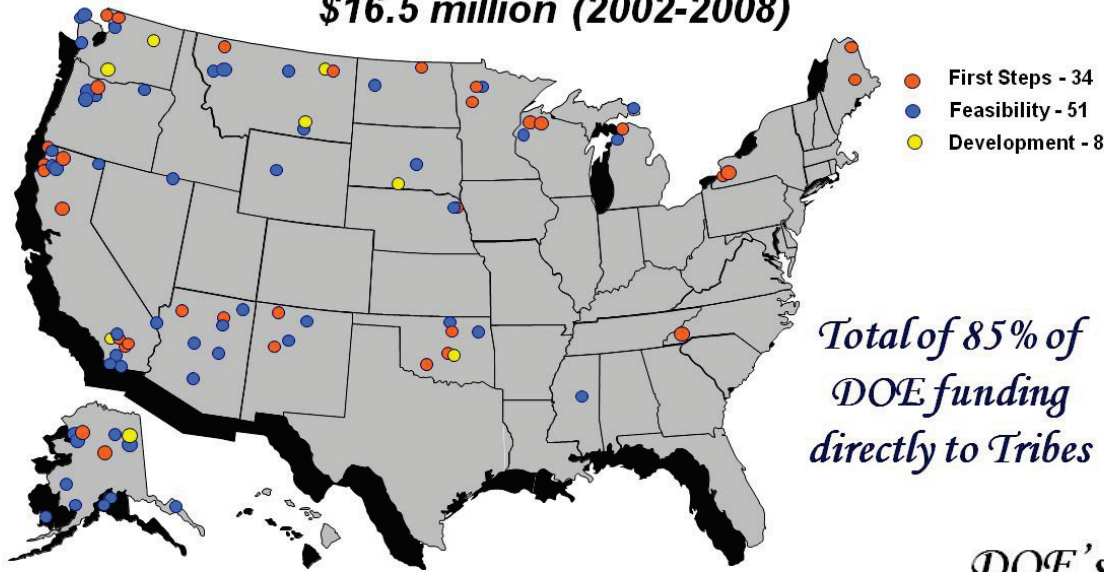 $16.5 million (2002-2008)
First Steps - 34
Feasibility - 51
Development - 8
Total of 85% of
DOE funding
directly to Tribes
DOE's